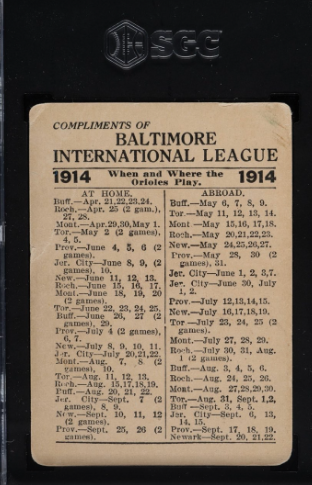 SGC
COMPLIMENTS OF
BALTIMORE
INTERNATIONAL LEAGUE
1914 When and Where the Orioles Play. 1914
AT HOME.
Buff.—Apr. 21,22,23,24.
Roch.—Apr. 25 (2 gam.),
27, 28.
Mont.—Apr.29,30,May 1.
Tor.—May 2 (2 games),
4, 5.
Prov.—June 4, 5, 6 (2
games).
Jer. City—June 8, 9, (2
games), 10.
New.—June 11, 12, 13.
Roch.—June 15, 16, 17.
Mont.—June 18, 19, 20
(2 games).
Tor.—June 22, 23, 24, 25.
Buff.—June 26, 27 (2
games), 29.
Prov.—July 4 (2 games),
6, 7.
New.—July 8, 9, 10, 11.
Jer. City—July 20,21,22.
Mont.—Aug. 7, 8 (2
games), 10.
Tor.—Aug. 11, 12, 13.
Roch.—Aug. 15,17,18,19.
Buff.—Aug. 20, 21, 22.
Jer. City—Sept. 7 (2
games), 8, 9.
New.—Sept. 10, 11, 12
(2 games).
Prov.—Sept. 25, 26 (2
games).
ABROAD.
Buff.—May 6, 7, 8, 9.
Tor.—May 11, 12, 13, 14.
Mont.—May 15,16,17,18.
Roch.—May 20,21,22,23.
New.—May 24,25,26,27.
Prov.—May 28, 30 (2
games), 31.
Jer. City—June 1, 2, 3,7.
Jer. City—June 30, July
1, 2.
Prov.—July 12,13,14,15.
New.—July 16,17,18,19.
Tor.—July 23, 24, 25 (2
games).
Mont.—July 27, 28, 29.
Roch.—July 30, 31, Aug.
1 (2 games).
Buff.—Aug. 3, 4, 5, 6.
Roch.—Aug. 24, 25, 26.
Mont.—Aug. 27,28,29,30.
Tor.—Aug. 31, Sept. 1,2,
Buff—Sept. 3, 4, 5.
Jer. City—Sept. 6, 13,
14, 15.
Prov.—Sept. 17, 18, 19.
Newark—Sept. 20, 21, 22.